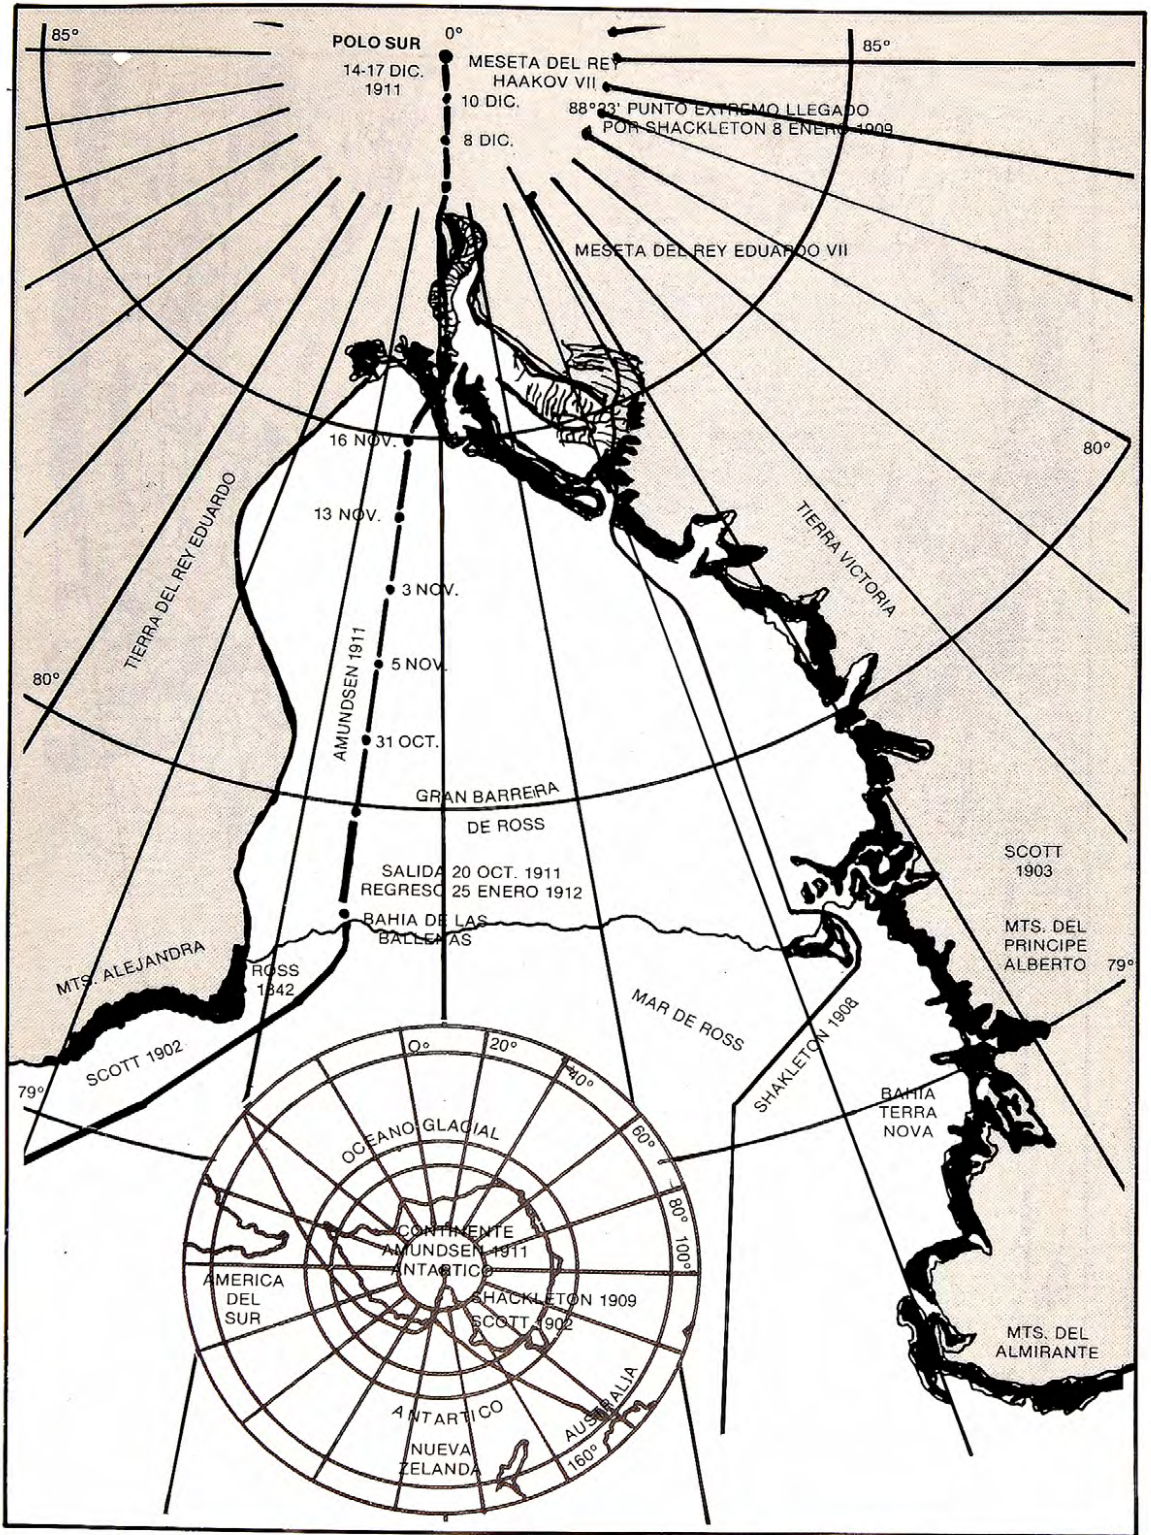 85°
0°
85°
POLO SUR
14-17 DIC.
1911
MESETA DEL REY
HAAKOV VII
10 DIC.
88°23' PUNTO EXTREMO LLEGADO
POR SHACKLETON 8 ENERO 1909
8 DIC.
MESETA DEL REY EDUARDO VII
16 NOV.
80°
13 NOV.
TIERRA DEL REY EDUARDO
TIERRA VICTORIA
3 NOV.
AMUNDSEN 1911
5 NOV.
80°
31 OCT.
GRAN BARRERA
DE ROSS
SALIDA 20 OCT. 1911
REGRESO 25 ENERO 1912
SCOTT
1903
BAHIA DE LAS
BALLENAS
MTS. DEL
PRINCIPE
ALBERTO
79°
MTS. ALEJANDRA
ROSS
1842
MAR DE ROSS
SHAKLETON 1908
SCOTT 1902
79°
BAHIA
TERRA
NOVA
0°
20°
40°
60°
80°
100°
160°
OCEANO GLACIAL
CONTINENTE
AMUNDSEN 1911
ANTARTICO
AMERICA
DEL
SUR
SHACKLETON 1909
SCOTT 1902
ANTARTICO
AUSTRALIA
NUEVA
ZELANDA
MTS. DEL
ALMIRANTE